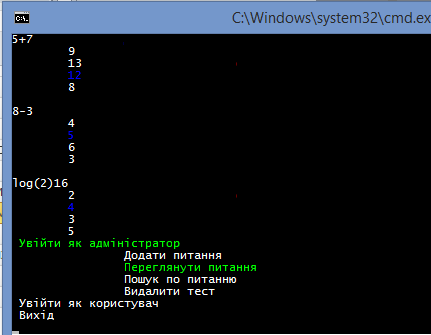 C:\Windows\system32\cmd.ex
5+7
9
13
12
8
8-3
4
5
6
3
log(2)16
2
4
3
5
Увійти як адміністратор
Додати питання
Переглянути питання
Пошук по питанню
Видалити тест
Увійти як користувач
Вихід